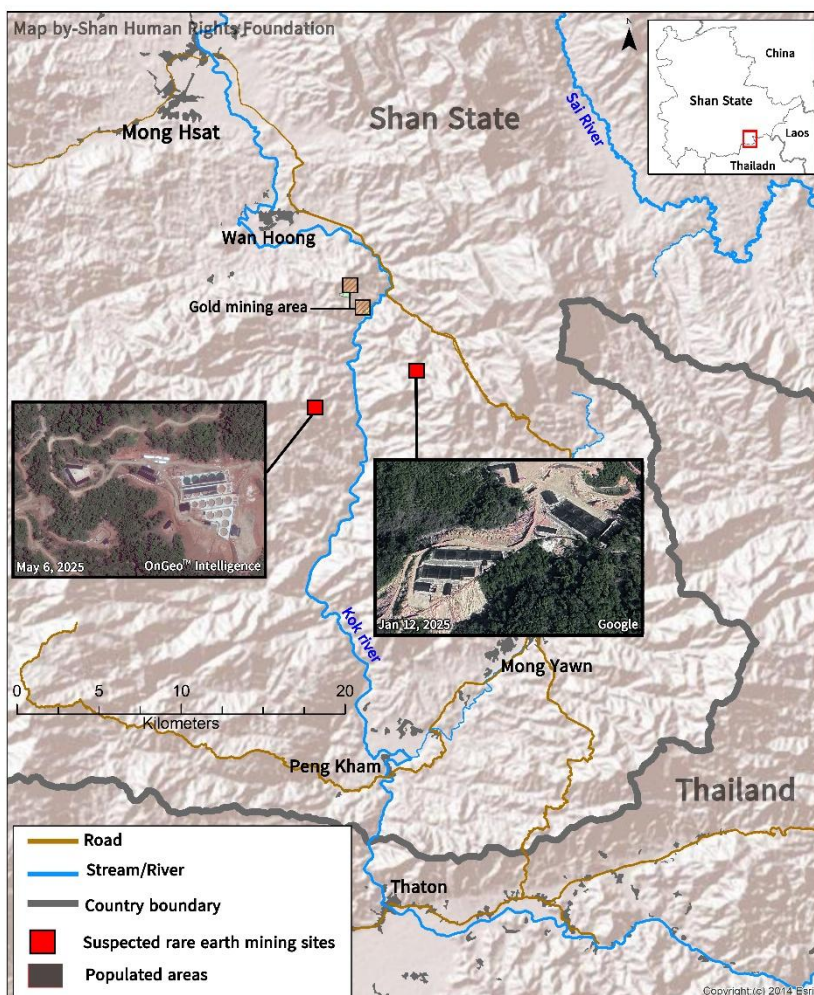 Map by-Shan Human Rights Foundation
N
China
Shan State
Laos
Thailadn
Mong Hsat
Shan State
Sai River
Wan Hoong
Gold mining area
May 6, 2025
OnGeo™ Intelligence
Jan 12, 2025
Google
Kok river
Mong Yawn
0 5 10 20
Kilometers
Peng Kham
Thailand
Road
Stream/River
Country boundary
Suspected rare earth mining sites
Populated areas
Thaton
Copyright:(c) 2014 Esri